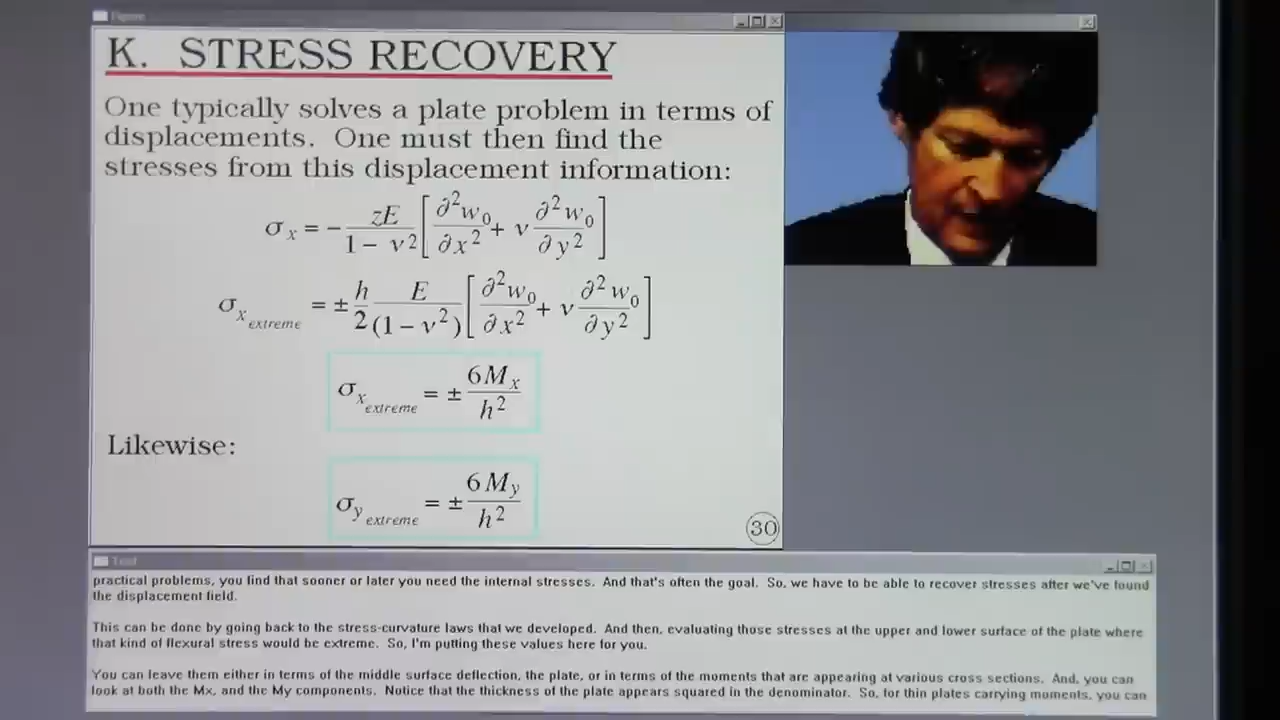 Figure
K. STRESS RECOVERY
One typically solves a plate problem in terms of
displacements. One must then find the
stresses from this displacement information:
σx = − zE / (1 − ν²) [ ∂²w₀/∂x² + ν ∂²w₀/∂y² ]
σx extreme = ± h/2 E/(1 − ν²) [ ∂²w₀/∂x² + ν ∂²w₀/∂y² ]
σx extreme = ± 6Mx / h²
Likewise:
σy extreme = ± 6My / h²
30
Text
practical problems, you find that sooner or later you need the internal stresses. And that's often the goal. So, we have to be able to recover stresses after we've found
the displacement field.
This can be done by going back to the stress-curvature laws that we developed. And then, evaluating those stresses at the upper and lower surface of the plate where
that kind of flexural stress would be extreme. So, I'm putting these values here for you.
You can leave them either in terms of the middle surface deflection, the plate, or in terms of the moments that are appearing at various cross sections. And, you can
look at both the Mx, and the My components. Notice that the thickness of the plate appears squared in the denominator. So, for thin plates carrying moments, you can